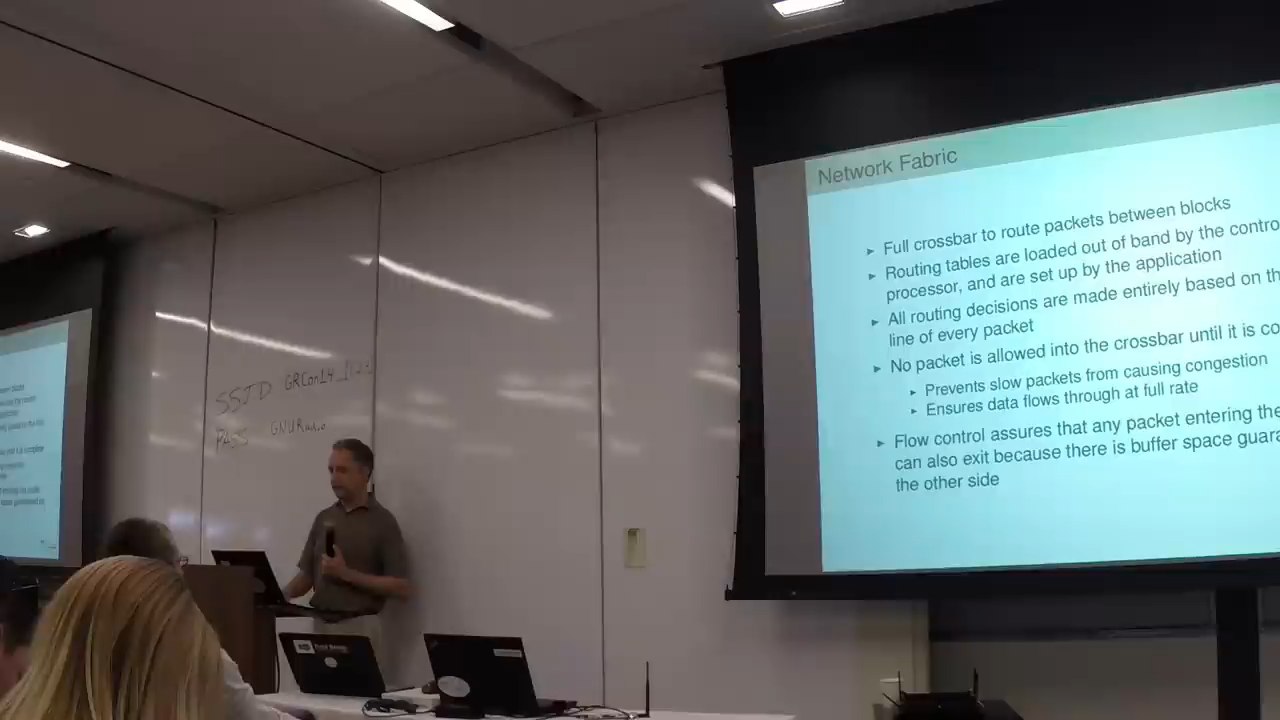 Network Fabric
Full crossbar to route packets between blocks
Routing tables are loaded out of band by the contro
processor, and are set up by the application
All routing decisions are made entirely based on th
line of every packet
No packet is allowed into the crossbar until it is co
Prevents slow packets from causing congestion
Ensures data flows through at full rate
Flow control assures that any packet entering the
can also exit because there is buffer space guara
the other side
SSID GRCon14
PASS GNURadio